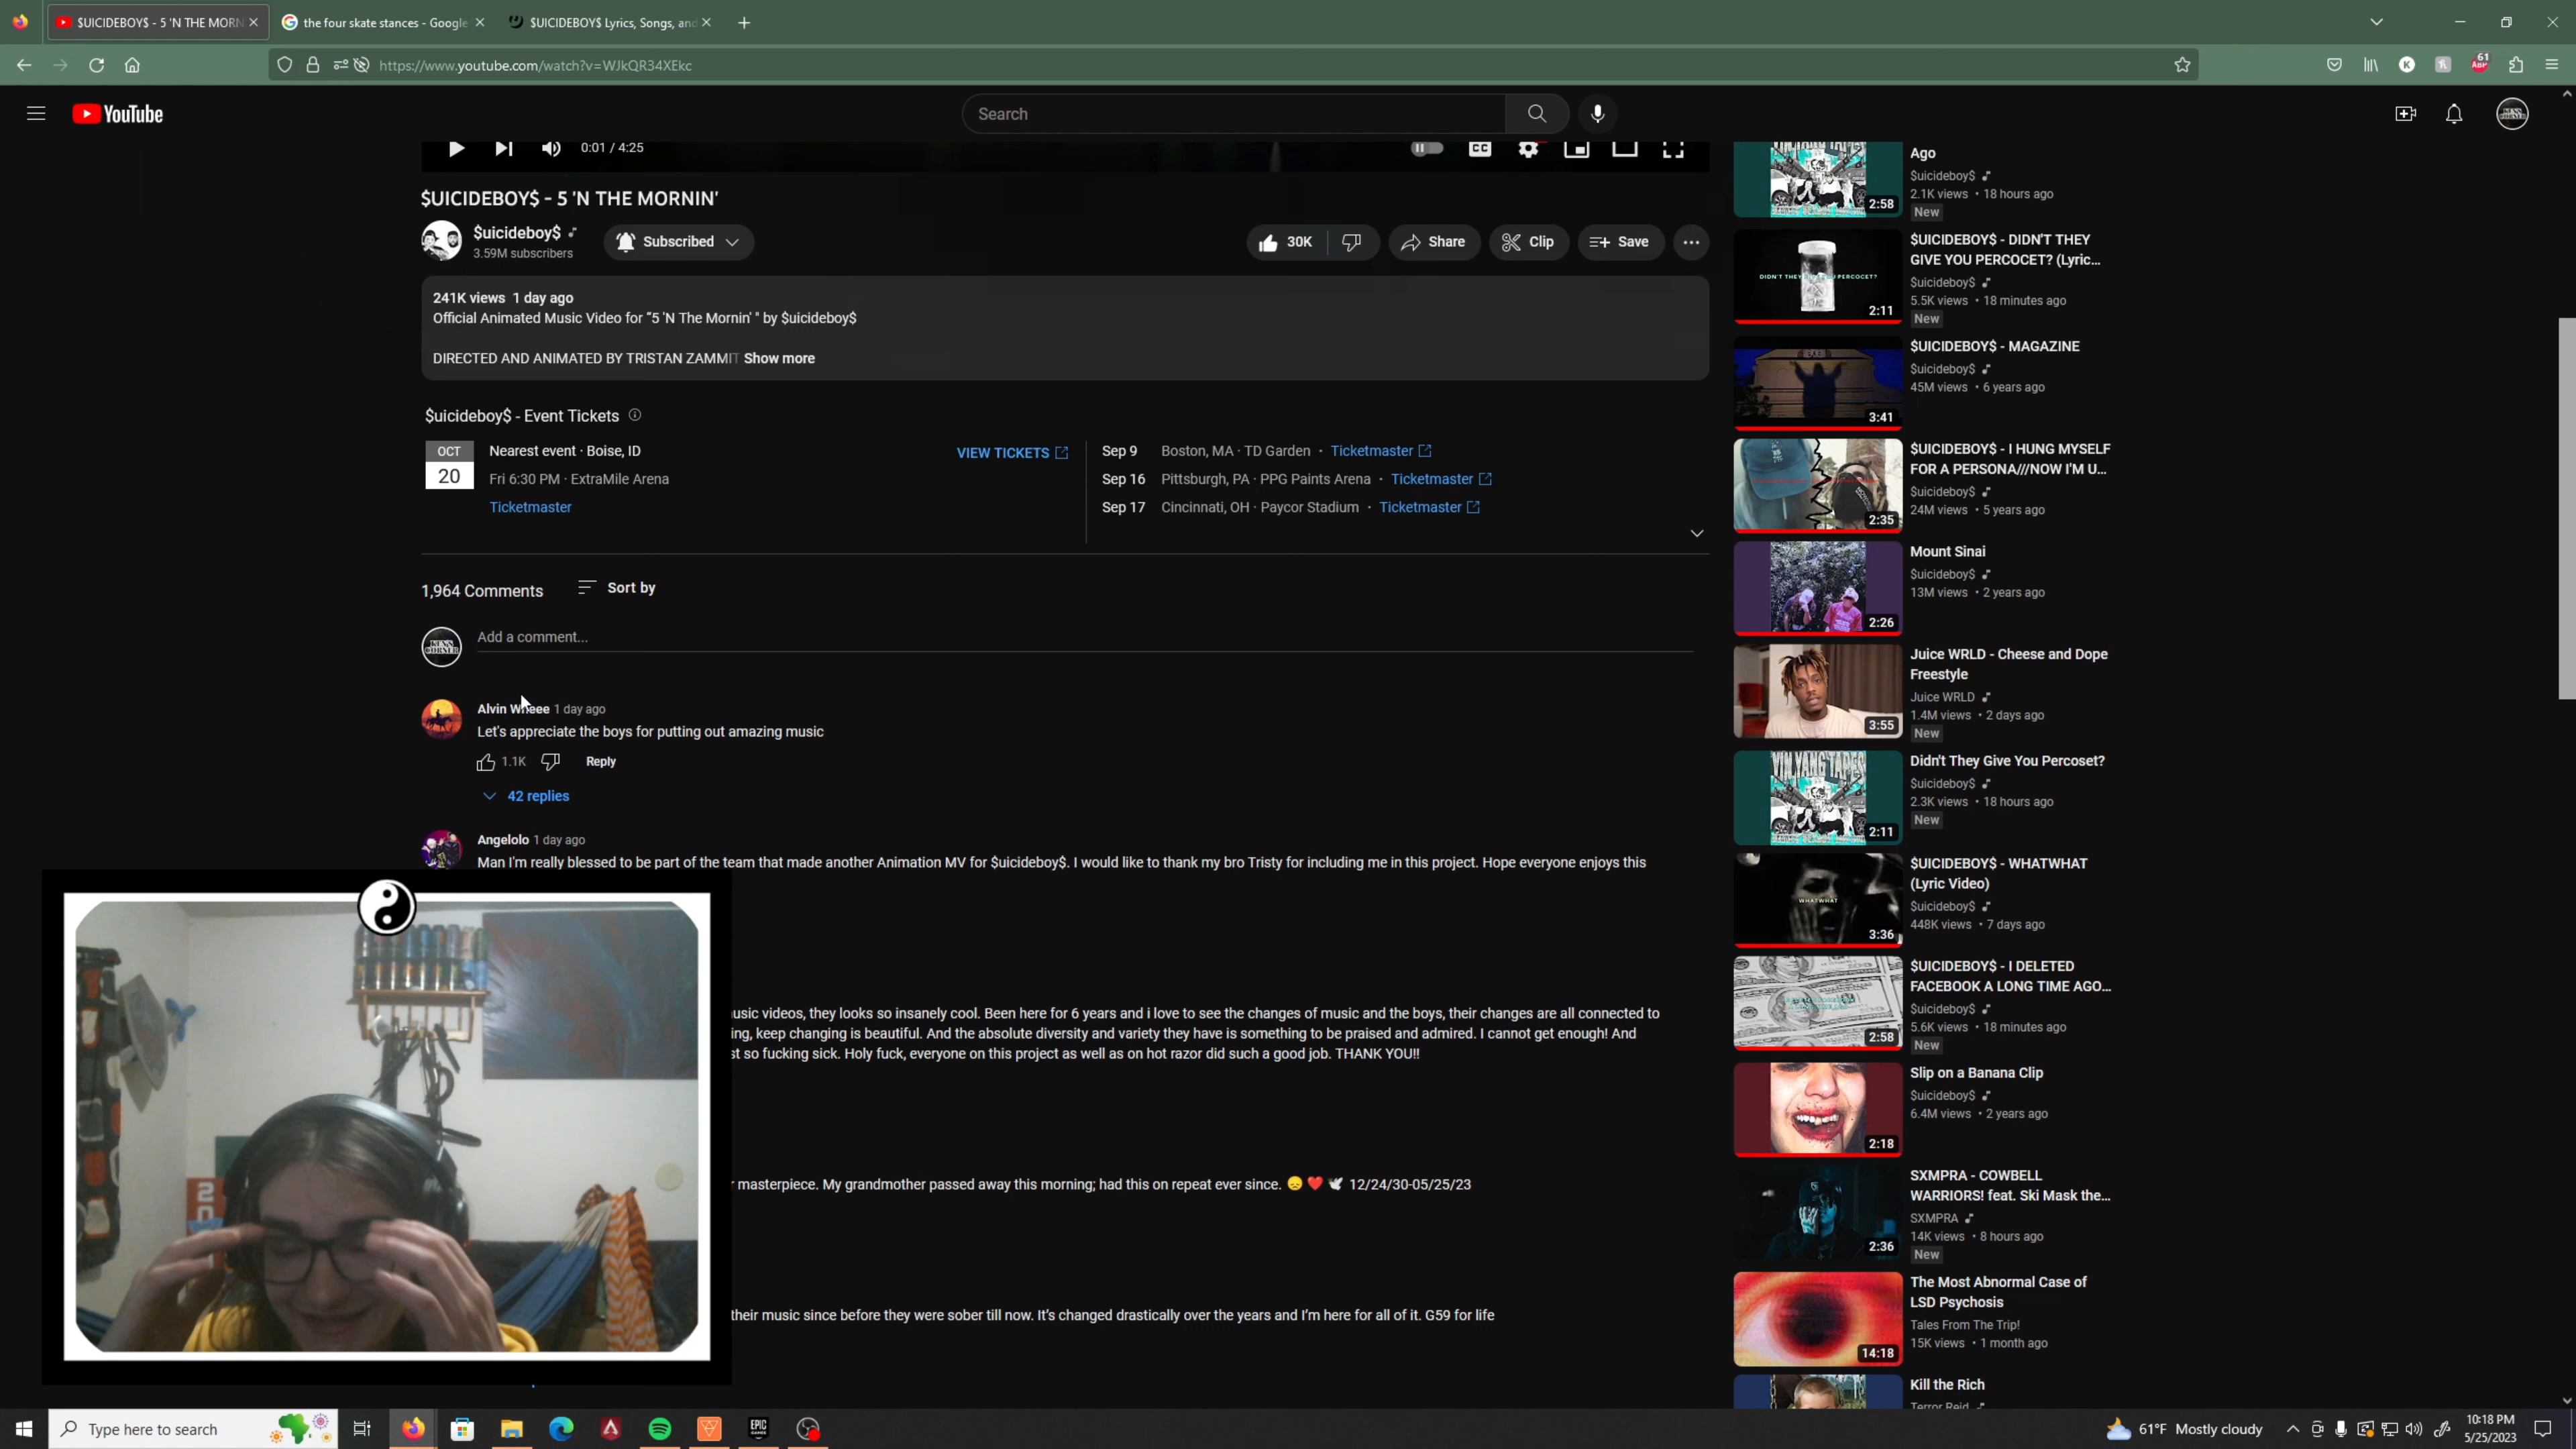 $UICIDEBOY$ - 5 'N THE MORN
the four skate stances - Google
$UICIDEBOY$ Lyrics, Songs, and
https://www.youtube.com/watch?v=WJkQR34XEkc
61
ABP
K
YouTube
Search
0:01 / 4:25
CC
$UICIDEBOY$ - 5 'N THE MORNIN'
$uicideboy$
3.59M subscribers
Subscribed
30K
Share
Clip
Save
241K views 1 day ago
Official Animated Music Video for “5 'N The Mornin' " by $uicideboy$
DIRECTED AND ANIMATED BY TRISTAN ZAMMIT Show more
$uicideboy$ - Event Tickets
OCT
20
Nearest event · Boise, ID
Fri 6:30 PM · ExtraMile Arena
Ticketmaster
VIEW TICKETS
Sep 9 Boston, MA · TD Garden · Ticketmaster
Sep 16 Pittsburgh, PA · PPG Paints Arena · Ticketmaster
Sep 17 Cincinnati, OH · Paycor Stadium · Ticketmaster
1,964 Comments
Sort by
KEN'S
CORNER
Add a comment...
Alvin Wheee 1 day ago
Let's appreciate the boys for putting out amazing music
1.1K
Reply
42 replies
Angelolo 1 day ago
Man I'm really blessed to be part of the team that made another Animation MV for $uicideboy$. I would like to thank my bro Tristy for including me in this project. Hope everyone enjoys this
usic videos, they looks so insanely cool. Been here for 6 years and i love to see the changes of music and the boys, their changes are all connected to
ing, keep changing is beautiful. And the absolute diversity and variety they have is something to be praised and admired. I cannot get enough! And
st so fucking sick. Holy fuck, everyone on this project as well as on hot razor did such a good job. THANK YOU!!
r masterpiece. My grandmother passed away this morning; had this on repeat ever since. 😞❤️🕊️ 12/24/30-05/25/23
their music since before they were sober till now. It's changed drastically over the years and I'm here for all of it. G59 for life
YIN YANG TAPES
2:58
Ago
$uicideboy$
2.1K views • 18 hours ago
New
DIDN'T THEY GIVE YOU PERCOCET?
2:11
$UICIDEBOY$ - DIDN'T THEY
GIVE YOU PERCOCET? (Lyric...
$uicideboy$
5.5K views • 18 minutes ago
New
3:41
$UICIDEBOY$ - MAGAZINE
$uicideboy$
45M views • 6 years ago
2:35
$UICIDEBOY$ - I HUNG MYSELF
FOR A PERSONA///NOW I'M U...
$uicideboy$
24M views • 5 years ago
2:26
Mount Sinai
$uicideboy$
13M views • 2 years ago
3:55
Juice WRLD - Cheese and Dope
Freestyle
Juice WRLD
1.4M views • 2 days ago
New
YIN YANG TAPES
2:11
Didn't They Give You Percoset?
$uicideboy$
2.3K views • 18 hours ago
New
WHATWHAT
3:36
$UICIDEBOY$ - WHATWHAT
(Lyric Video)
$uicideboy$
448K views • 7 days ago
2:58
$UICIDEBOY$ - I DELETED
FACEBOOK A LONG TIME AGO...
$uicideboy$
5.6K views • 18 minutes ago
New
2:18
Slip on a Banana Clip
$uicideboy$
6.4M views • 2 years ago
2:36
SXMPRA - COWBELL
WARRIORS! feat. Ski Mask the...
SXMPRA
14K views • 8 hours ago
New
14:18
The Most Abnormal Case of
LSD Psychosis
Tales From The Trip!
15K views • 1 month ago
Kill the Rich
Terror Reid
Type here to search
EPIC
GAMES
61°F Mostly cloudy
10:18 PM
5/25/2023